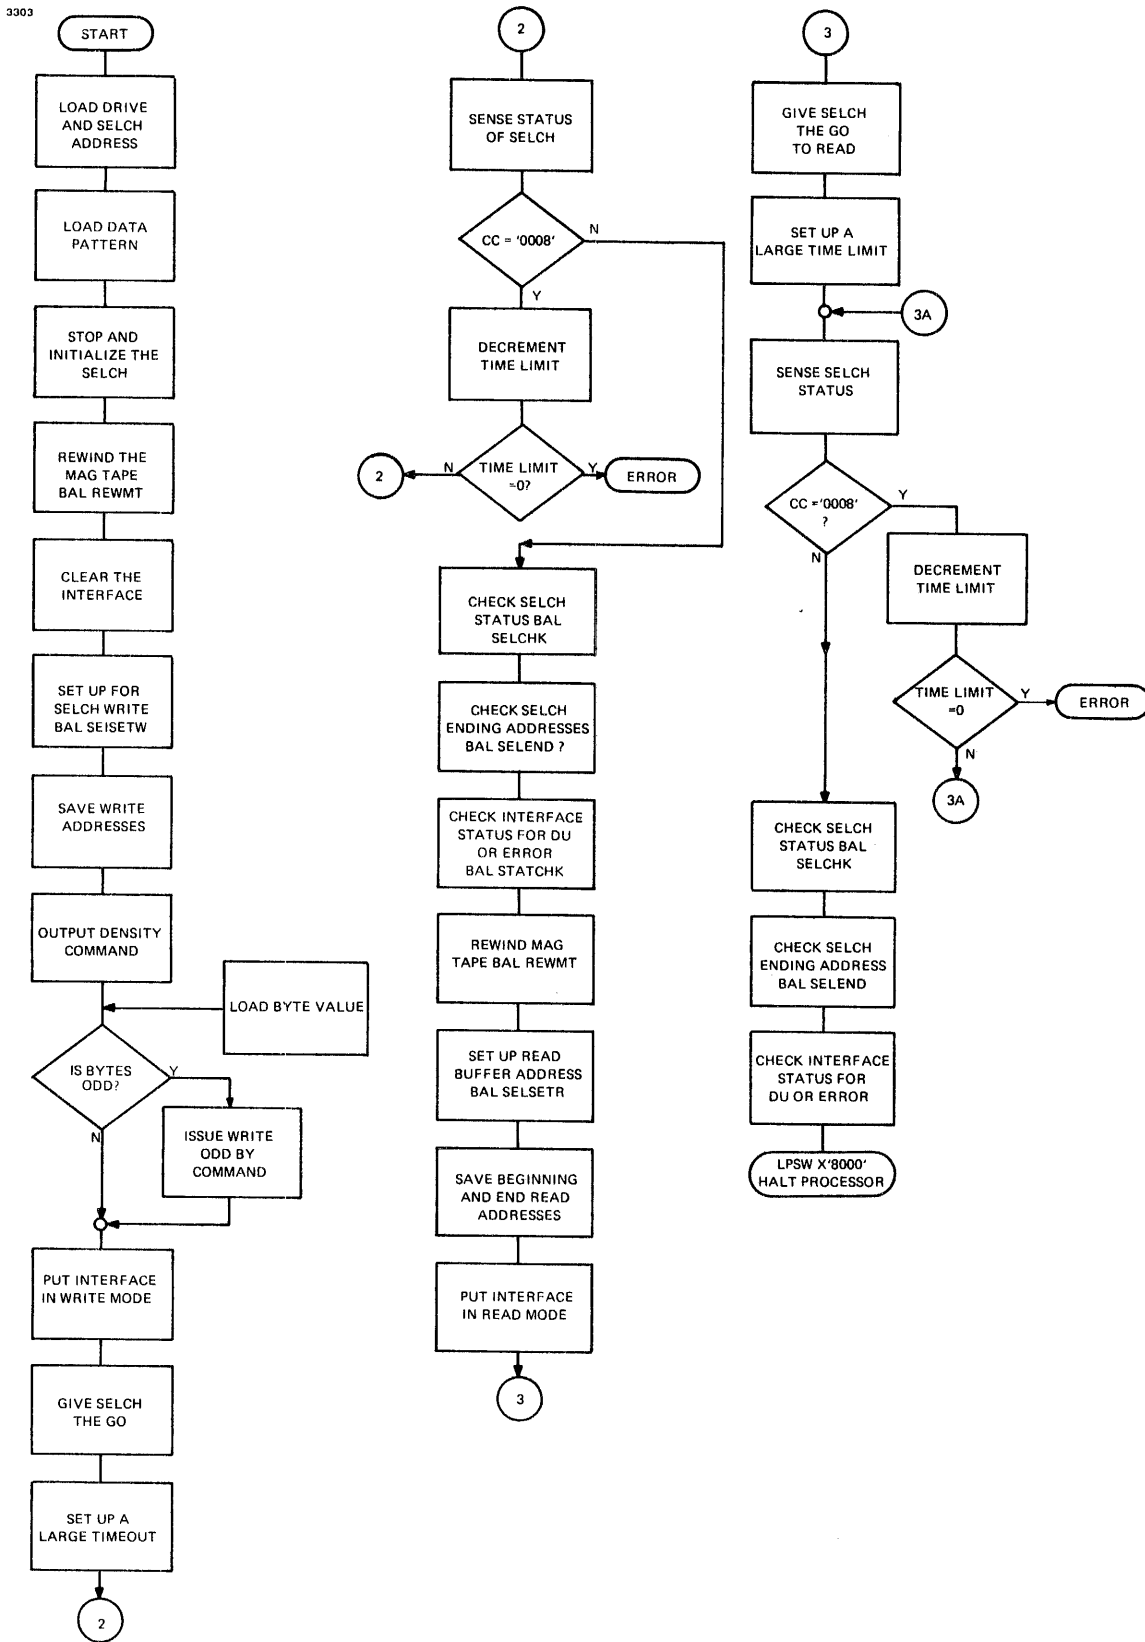 3303
START
LOAD DRIVE
AND SELCH
ADDRESS
LOAD DATA
PATTERN
STOP AND
INITIALIZE THE
SELCH
REWIND THE
MAG TAPE
BAL REWMT
CLEAR THE
INTERFACE
SET UP FOR
SELCH WRITE
BAL SEISETW
SAVE WRITE
ADDRESSES
OUTPUT DENSITY
COMMAND
LOAD BYTE VALUE
IS BYTES
ODD?
Y
N
ISSUE WRITE
ODD BY
COMMAND
PUT INTERFACE
IN WRITE MODE
GIVE SELCH
THE GO
SET UP A
LARGE TIMEOUT
2
2
SENSE STATUS
OF SELCH
CC = '0008'
N
Y
DECREMENT
TIME LIMIT
TIME LIMIT
=0?
N
Y
2
ERROR
CHECK SELCH
STATUS BAL
SELCHK
CHECK SELCH
ENDING ADDRESSES
BAL SELEND ?
CHECK INTERFACE
STATUS FOR DU
OR ERROR
BAL STATCHK
REWIND MAG
TAPE BAL REWMT
SET UP READ
BUFFER ADDRESS
BAL SELSETR
SAVE BEGINNING
AND END READ
ADDRESSES
PUT INTERFACE
IN READ MODE
3
3
GIVE SELCH
THE GO
TO READ
SET UP A
LARGE TIME LIMIT
3A
SENSE SELCH
STATUS
CC ='0008'
?
Y
N
DECREMENT
TIME LIMIT
TIME LIMIT
=0
Y
ERROR
N
3A
CHECK SELCH
STATUS BAL
SELCHK
CHECK SELCH
ENDING ADDRESS
BAL SELEND
CHECK INTERFACE
STATUS FOR
DU OR ERROR
LPSW X'8000'
HALT PROCESSOR